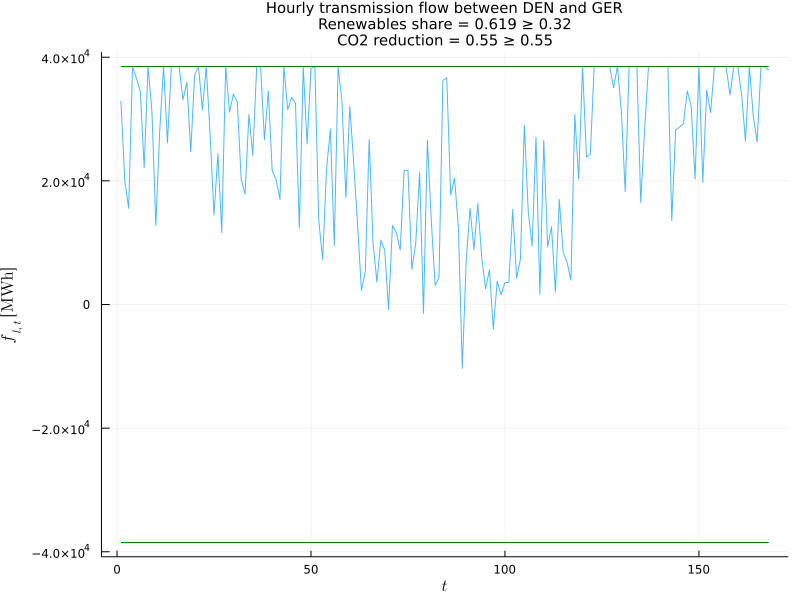 Hourly transmission flow between DEN and GER
Renewables share = 0.619 ≥ 0.32
CO2 reduction = 0.55 ≥ 0.55
4.0×10⁴
2.0×10⁴
0
−2.0×10⁴
−4.0×10⁴
f_{l,t} [MWh]
0
50
100
150
t